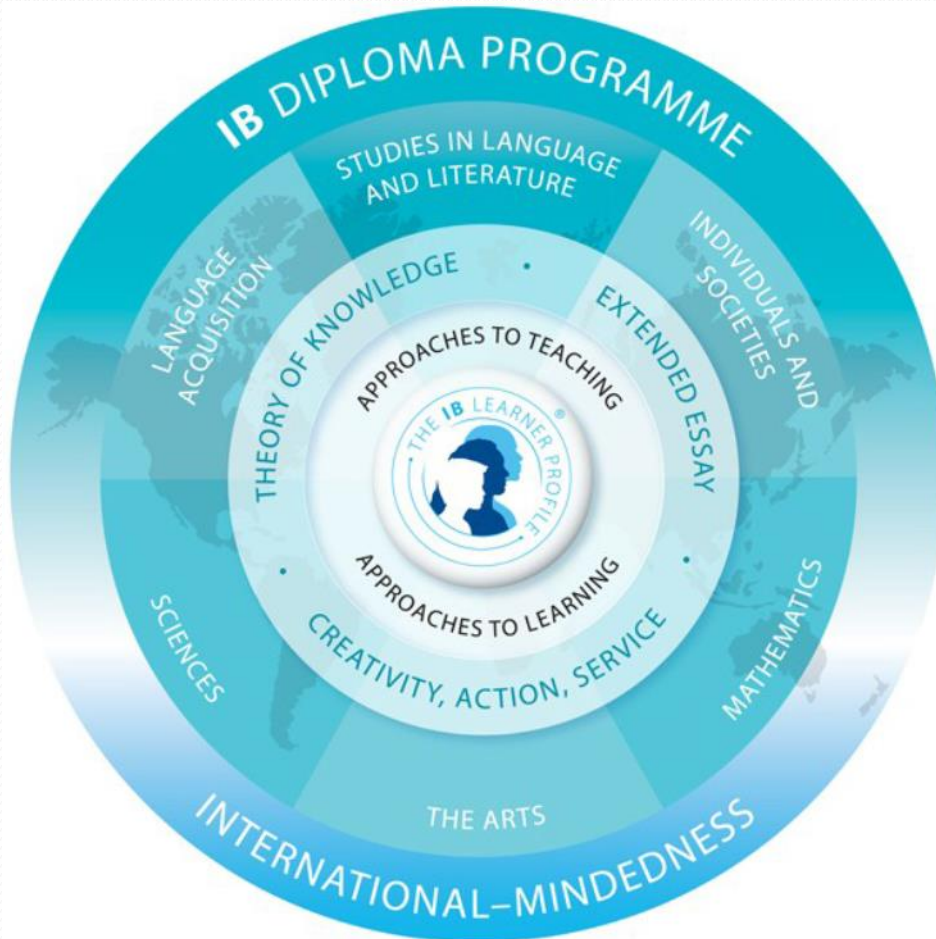 IB DIPLOMA PROGRAMME
STUDIES IN LANGUAGE
AND LITERATURE
LANGUAGE
ACQUISITION
INDIVIDUALS AND
SOCIETIES
THEORY OF KNOWLEDGE
EXTENDED ESSAY
APPROACHES TO TEACHING
THE IB LEARNER PROFILE
®
APPROACHES TO LEARNING
CREATIVITY, ACTION, SERVICE
SCIENCES
MATHEMATICS
THE ARTS
INTERNATIONAL–MINDEDNESS